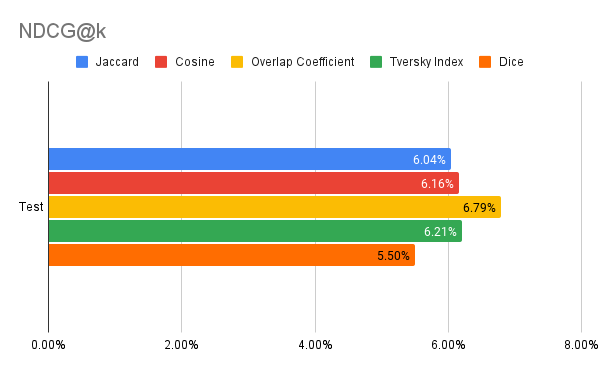 NDCG@k
Jaccard Cosine Overlap Coefficient Tversky Index Dice
6.04%
6.16%
Test 6.79%
6.21%
5.50%
0.00% 2.00% 4.00% 6.00% 8.00%